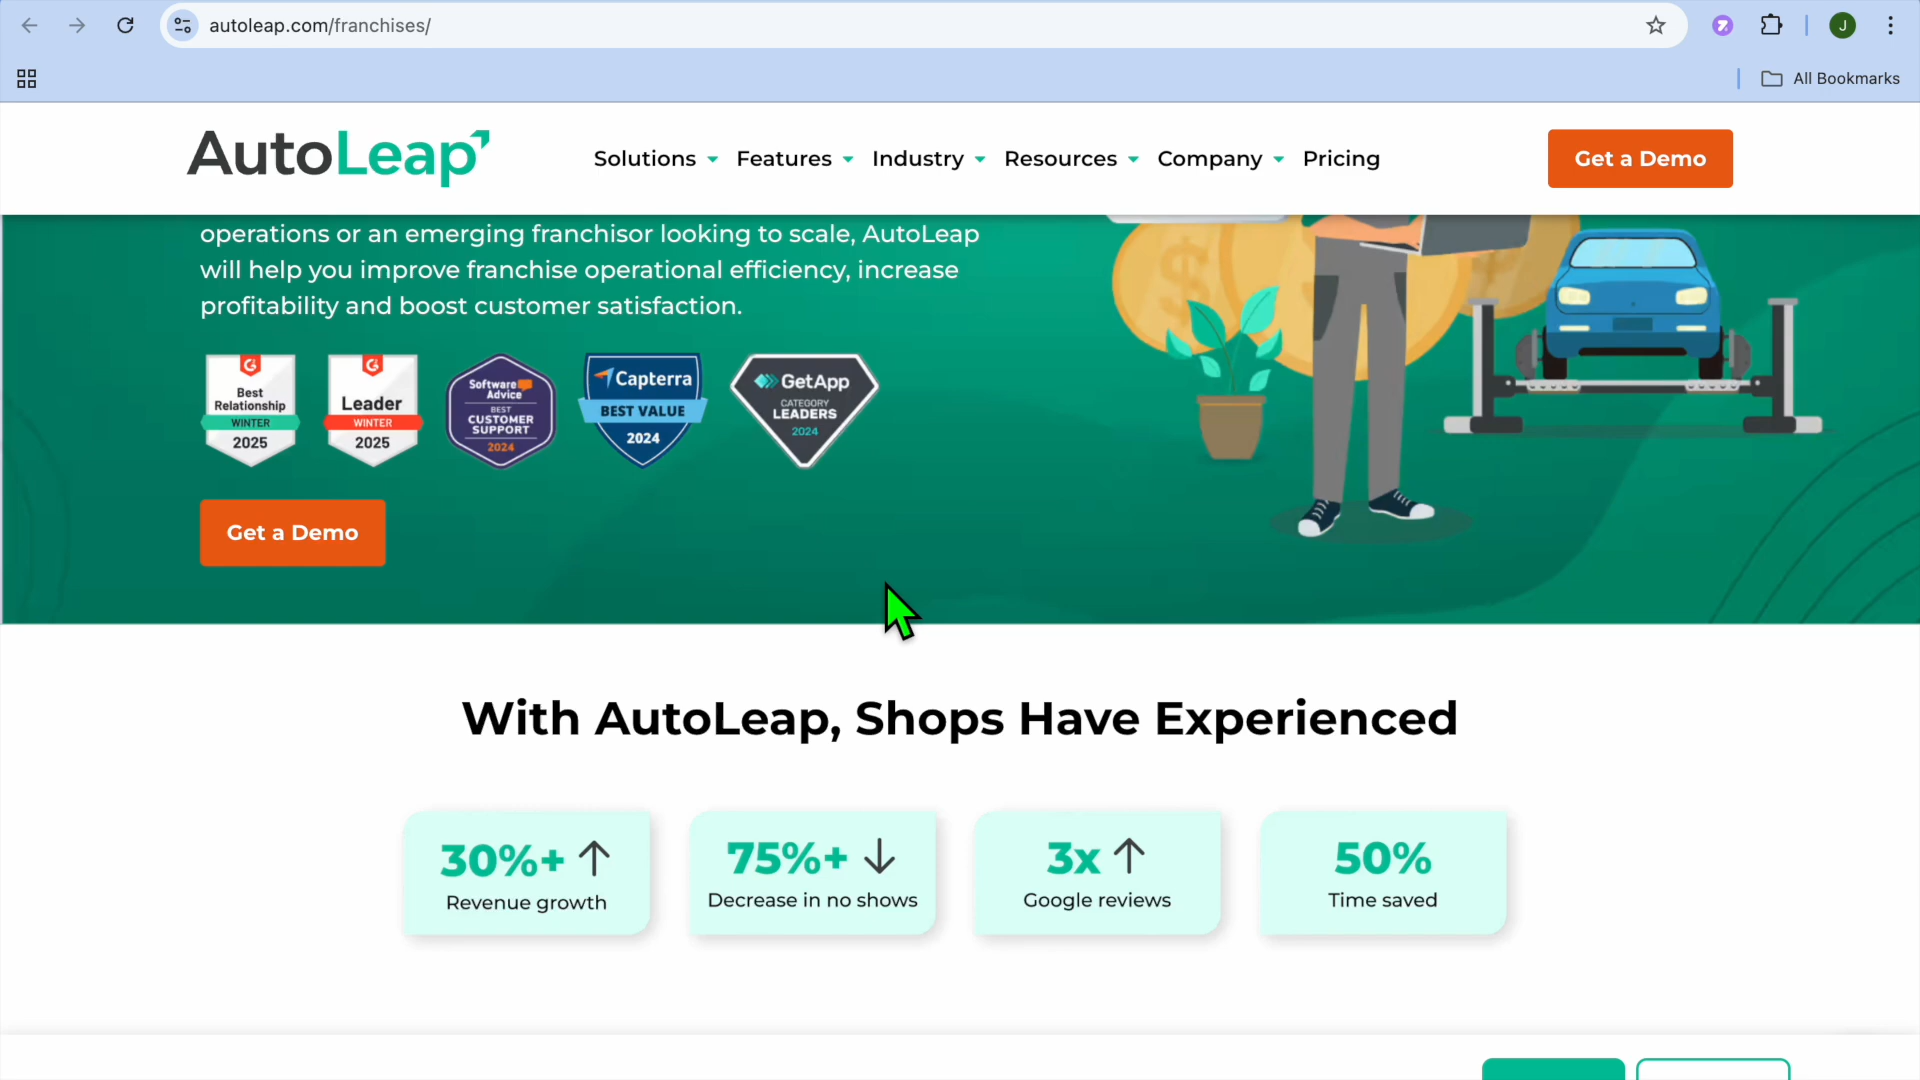 autoleap.com/franchises/
J
All Bookmarks
AutoLeap
Solutions
Features
Industry
Resources
Company
Pricing
Get a Demo
operations or an emerging franchisor looking to scale, AutoLeap
will help you improve franchise operational efficiency, increase
profitability and boost customer satisfaction.
Best
Relationship
WINTER
2025
Leader
WINTER
2025
Software
Advice
BEST
CUSTOMER
SUPPORT
2024
Capterra
BEST VALUE
2024
GetApp
CATEGORY
LEADERS
2024
Get a Demo
With AutoLeap, Shops Have Experienced
30%+ ↑
Revenue growth
75%+ ↓
Decrease in no shows
3x ↑
Google reviews
50%
Time saved